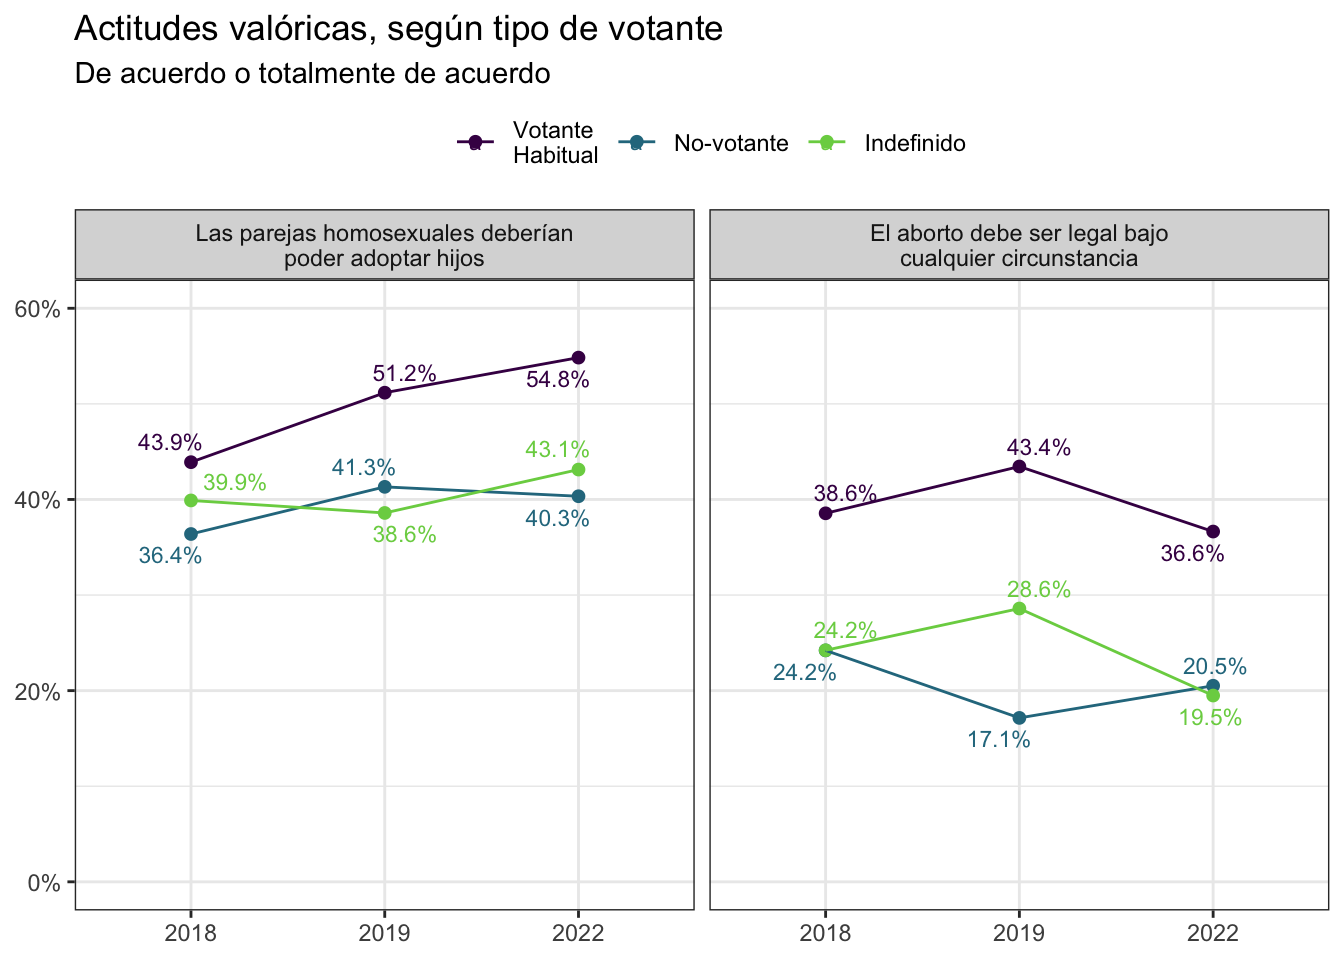 Actitudes valóricas, según tipo de votante
De acuerdo o totalmente de acuerdo
Votante
Habitual
No-votante
Indefinido
Las parejas homosexuales deberían
poder adoptar hijos
El aborto debe ser legal bajo
cualquier circunstancia
60%
40%
20%
0%
51.2%
54.8%
43.9%
39.9%
41.3%
43.1%
36.4%
38.6%
40.3%
43.4%
38.6%
36.6%
28.6%
24.2%
24.2%
20.5%
17.1%
19.5%
2018
2019
2022
2018
2019
2022